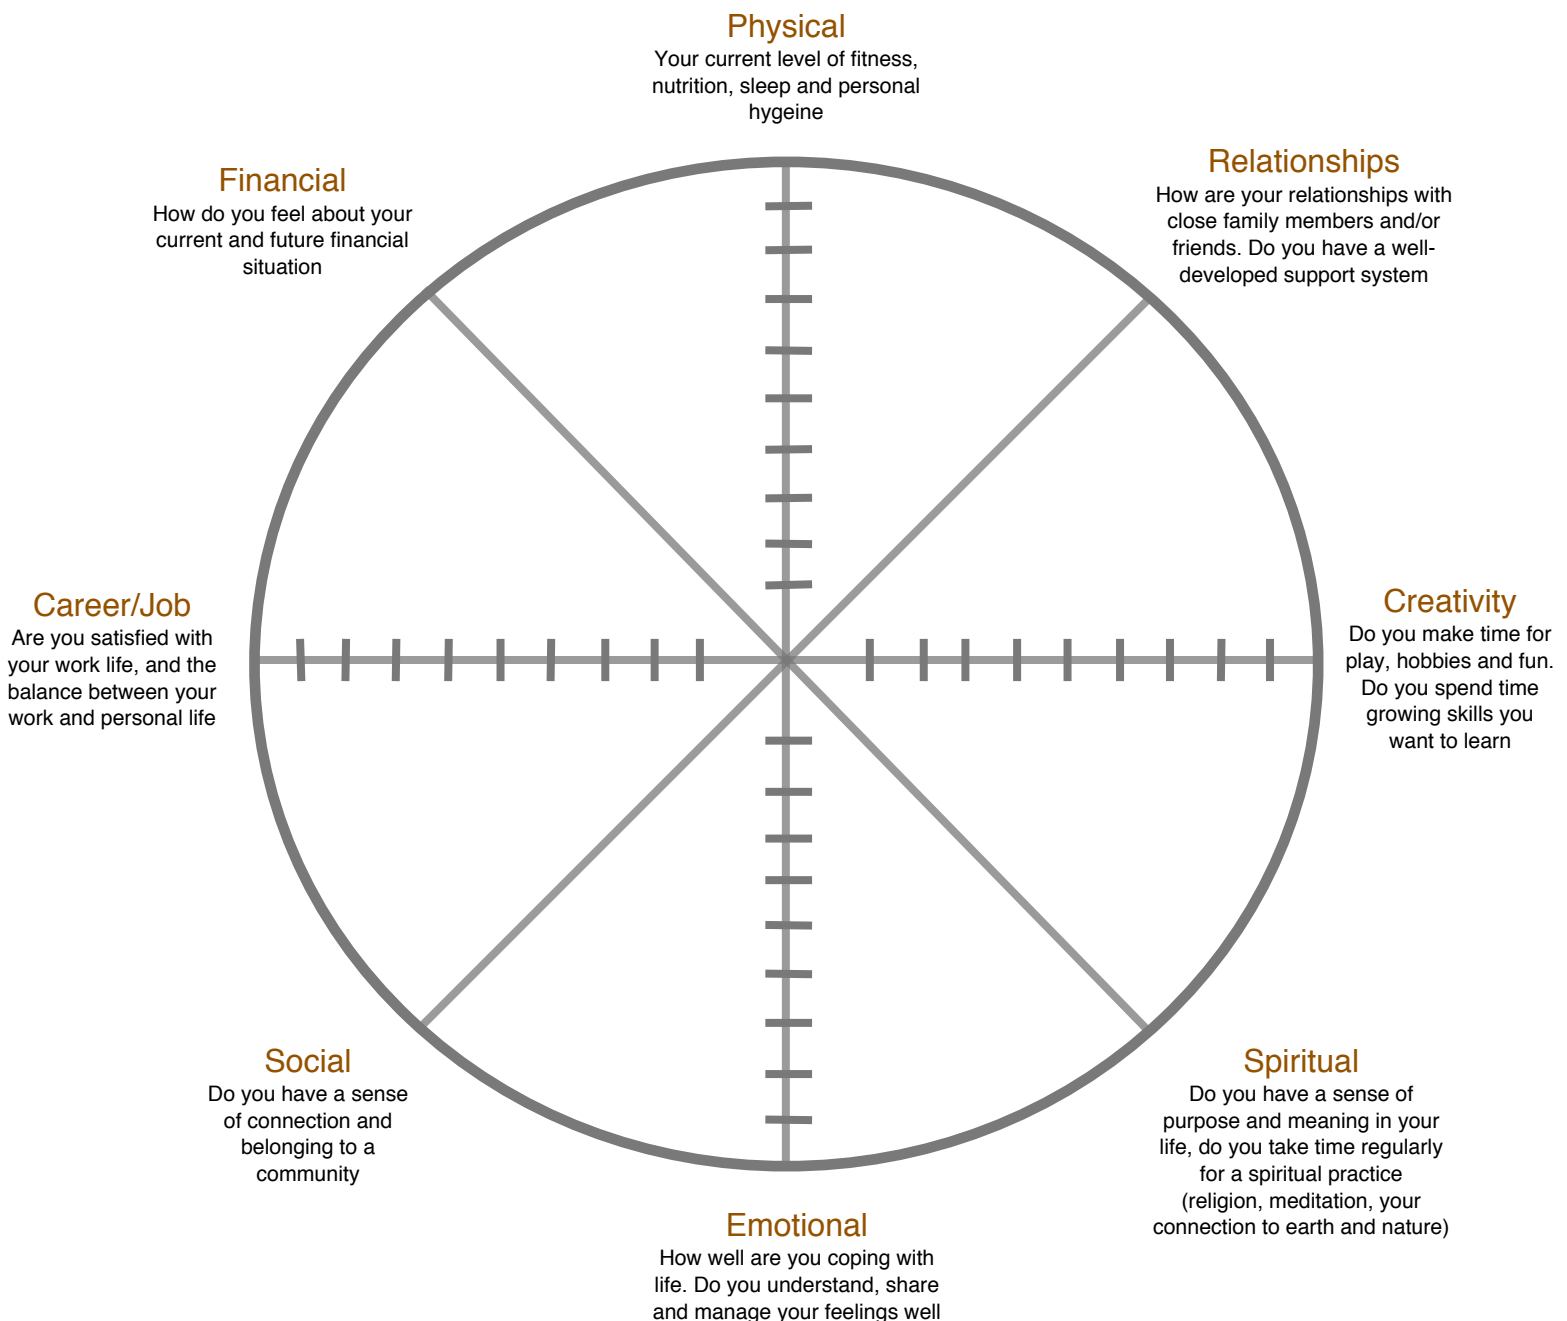 Physical
Your current level of fitness,
nutrition, sleep and personal
hygeine
Relationships
How are your relationships with
close family members and/or
friends. Do you have a well-
developed support system
Financial
How do you feel about your
current and future financial
situation
Career/Job
Are you satisfied with
your work life, and the
balance between your
work and personal life
Creativity
Do you make time for
play, hobbies and fun.
Do you spend time
growing skills you
want to learn
Social
Do you have a sense
of connection and
belonging to a
community
Spiritual
Do you have a sense of
purpose and meaning in your
life, do you take time regularly
for a spiritual practice
(religion, meditation, your
connection to earth and nature)
Emotional
How well are you coping with
life. Do you understand, share
and manage your feelings well